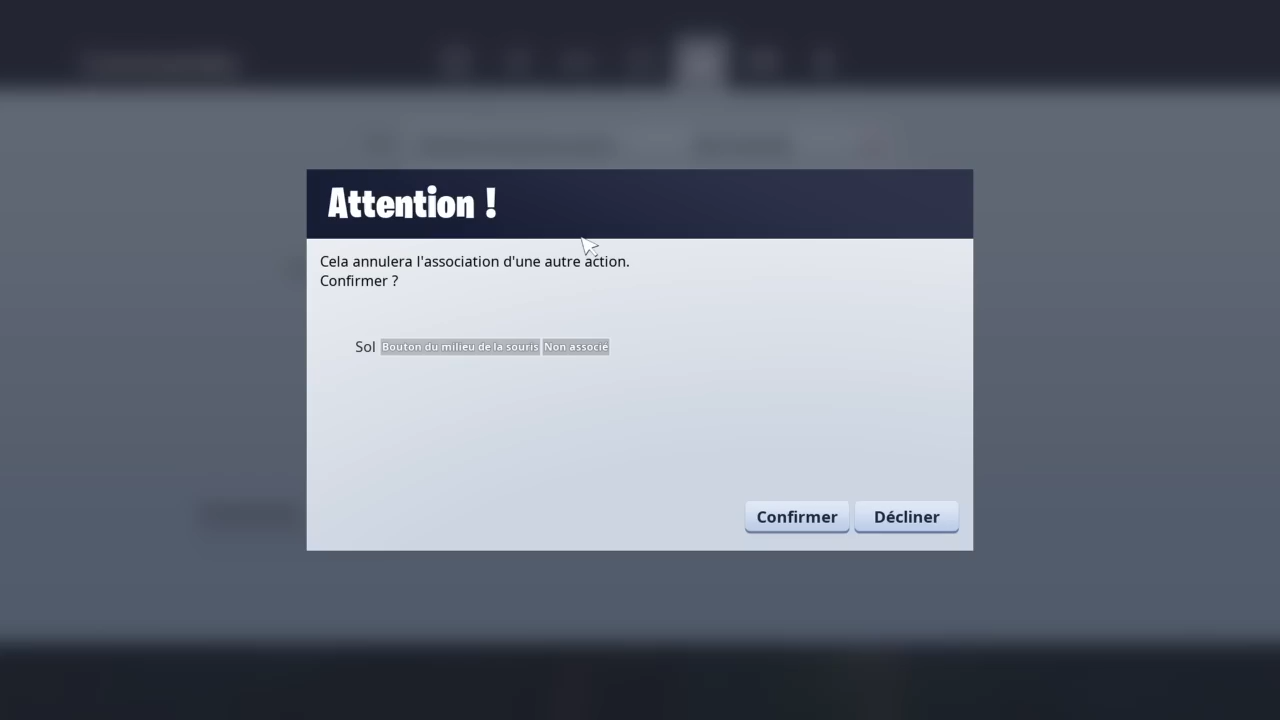 Attention !
Cela annulera l'association d'une autre action.
Confirmer ?
Sol Bouton du milieu de la souris Non associé
Confirmer Décliner